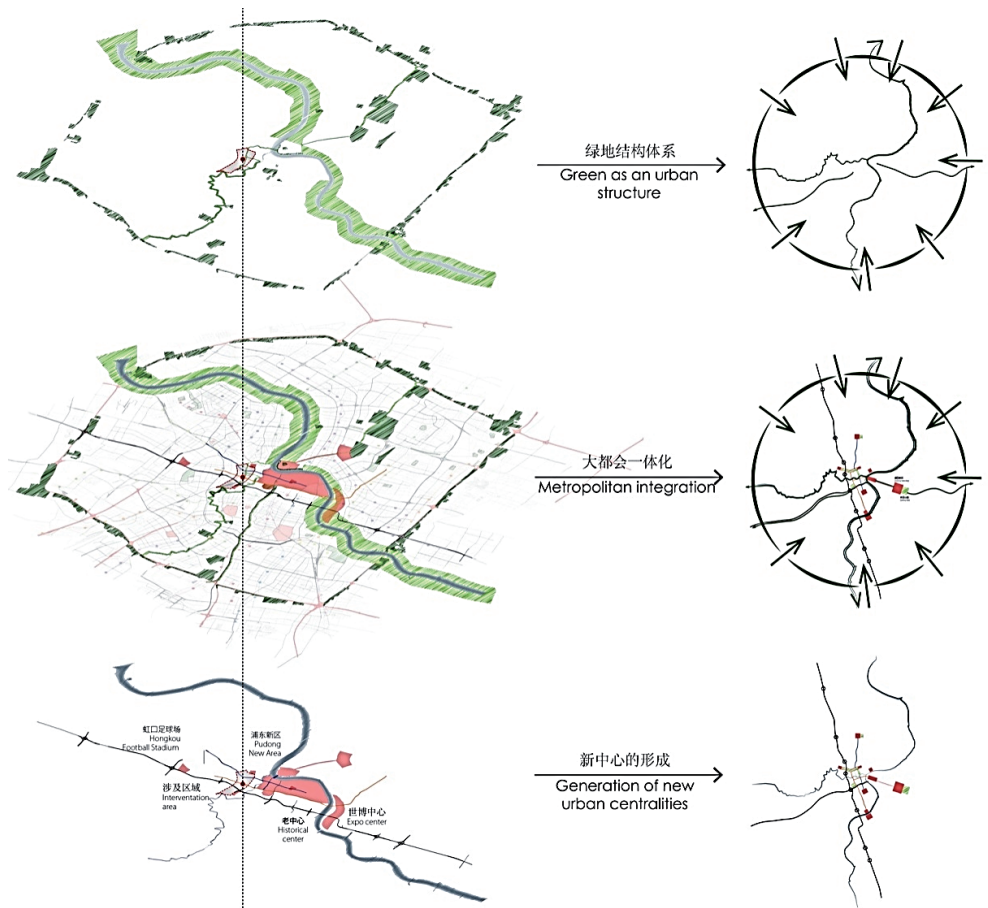 绿地结构体系
Green as an urban
structure
大都会一体化
Metropolitan integration
虹口足球场
Hongkou
Football Stadium
浦东新区
Pudong
New Area
涉及区域
Interventation
area
老中心
Historical
center
世博中心
Expo center
新中心的形成
Generation of new
urban centralities